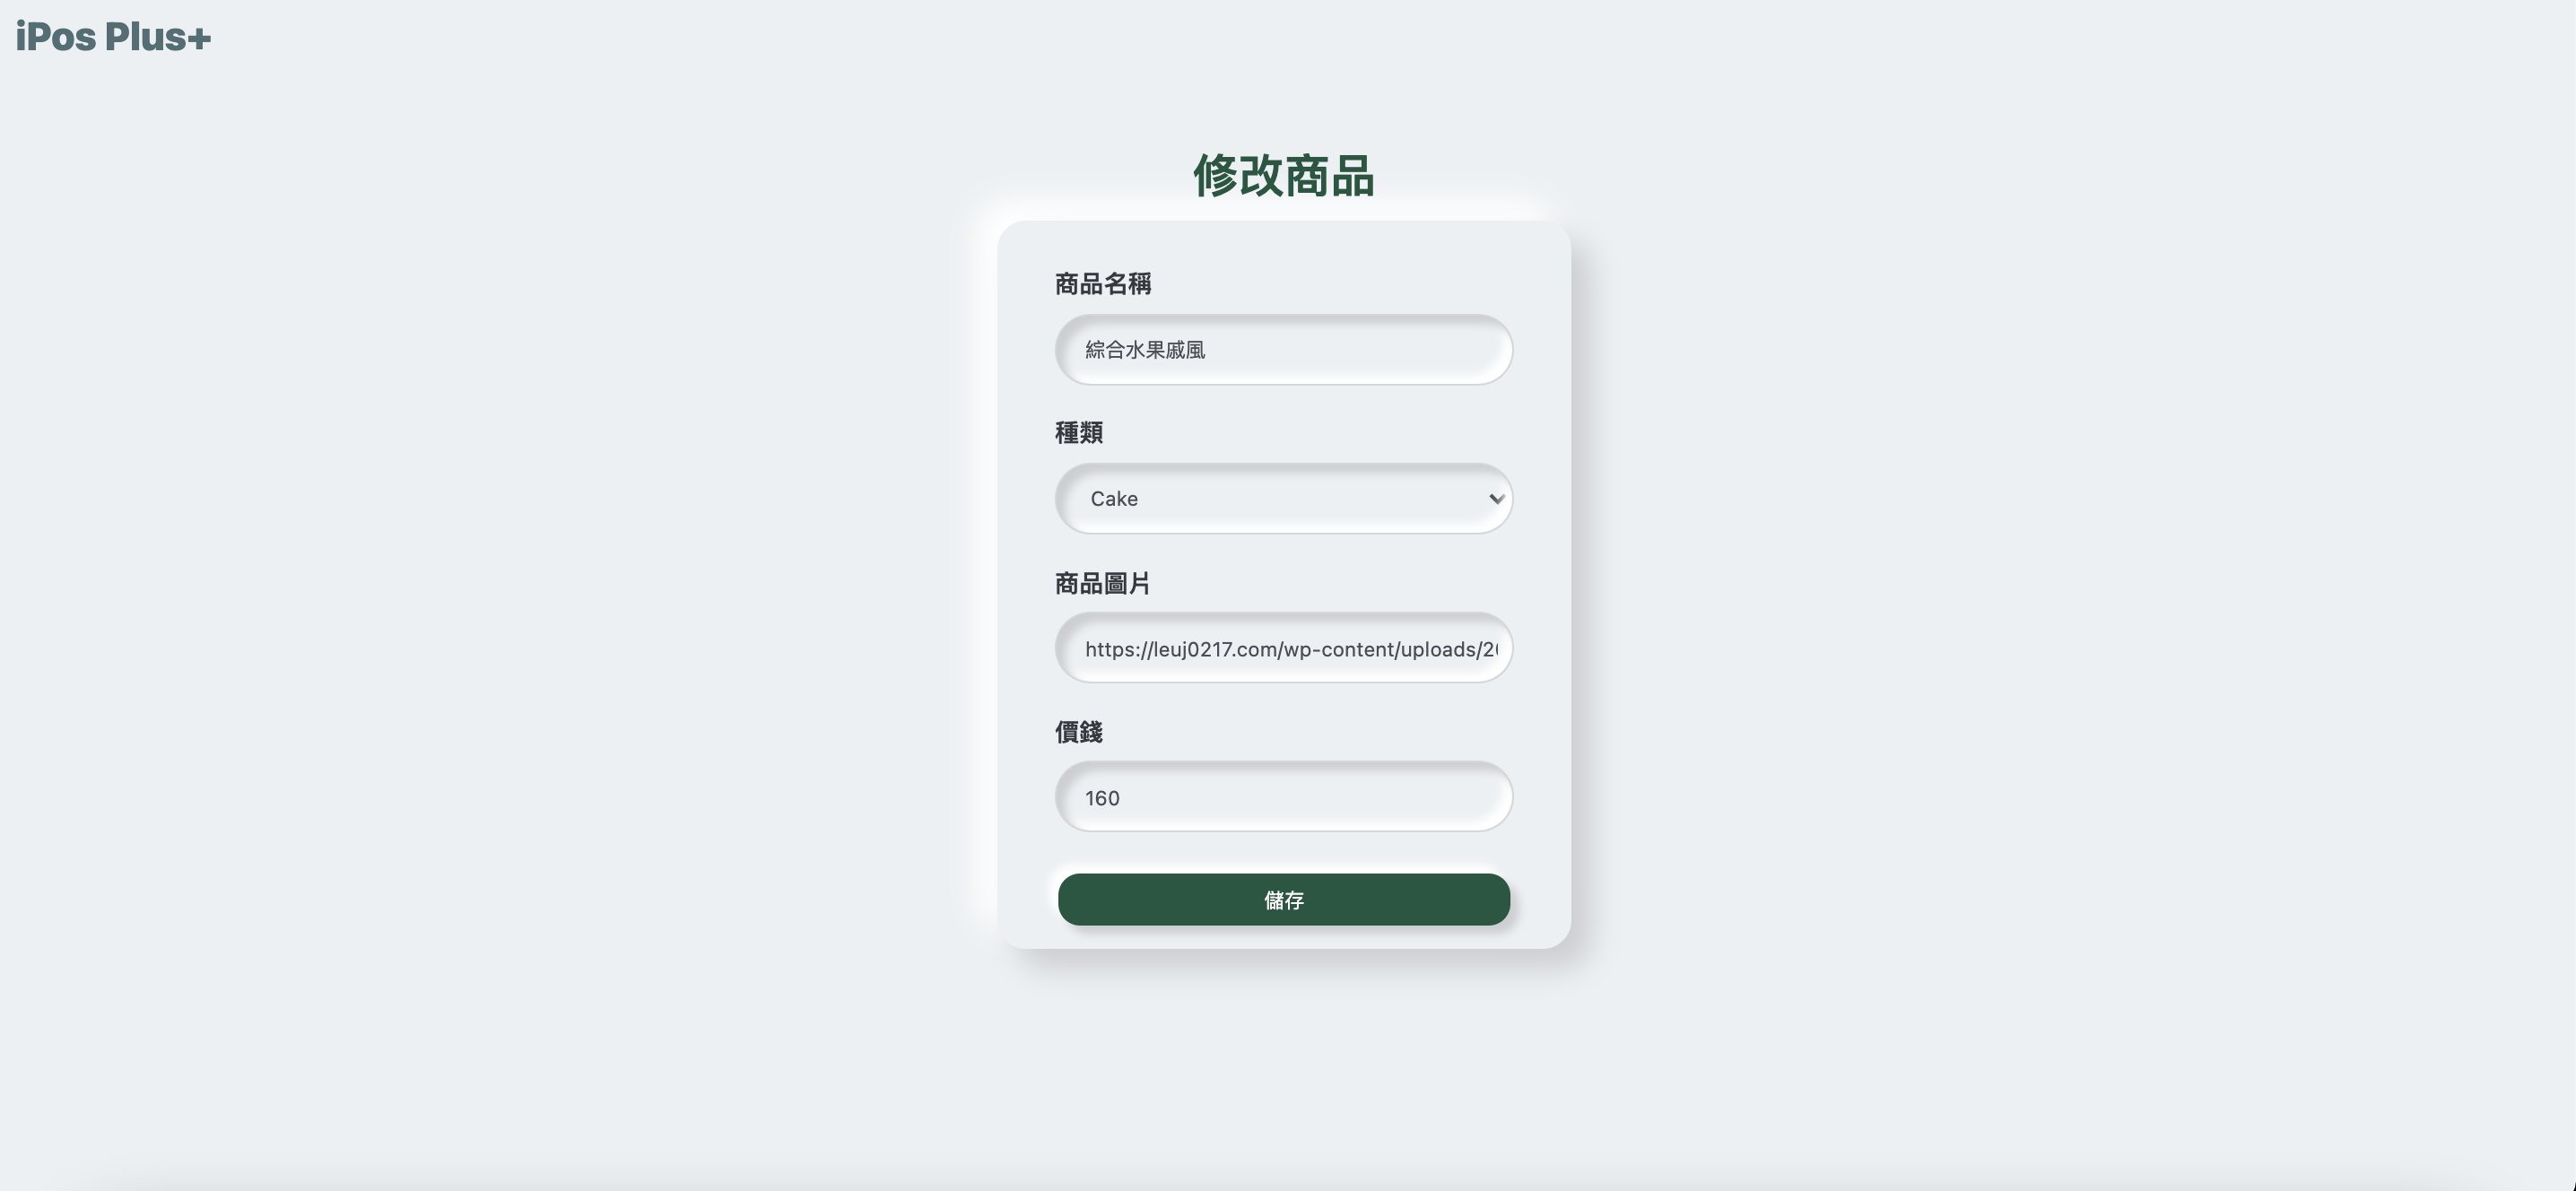 iPos Plus+
修改商品
商品名稱
綜合水果戚風
種類
Cake
商品圖片
https://leuj0217.com/wp-content/uploads/2
價錢
160
儲存